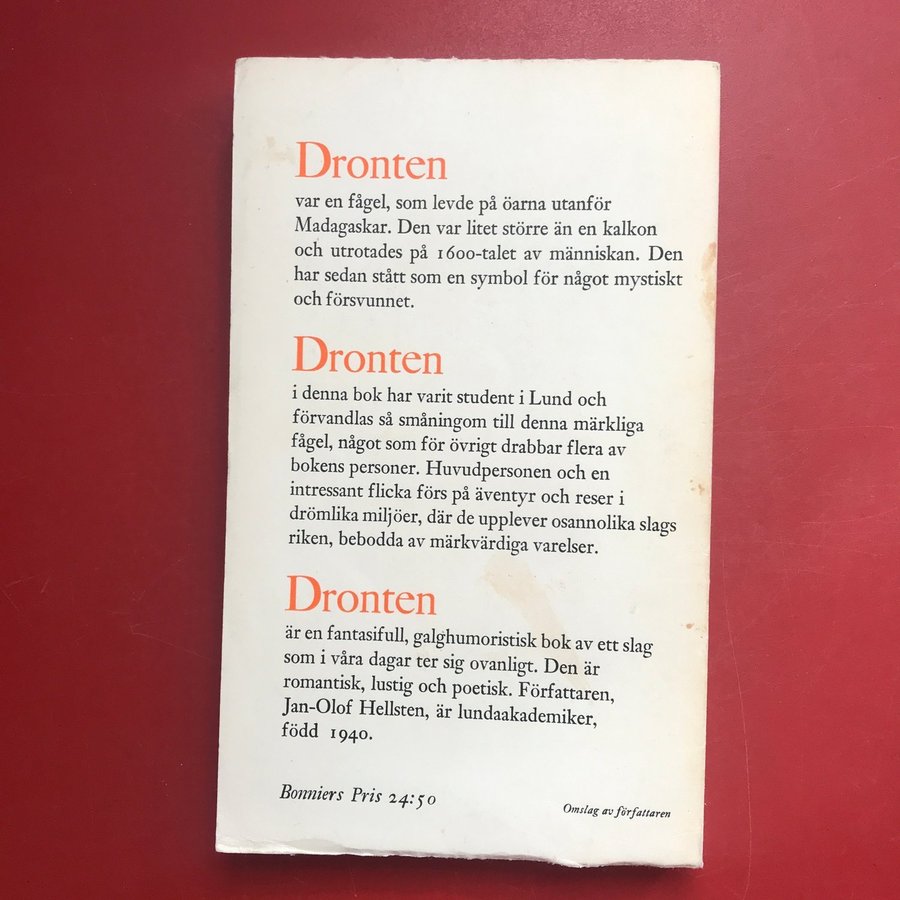 Dronten
var en fågel, som levde på öarna utanför
Madagaskar. Den var litet större än en kalkon
och utrotades på 1600-talet av människan. Den
har sedan stått som en symbol för något mystiskt
och försvunnet.
Dronten
i denna bok har varit student i Lund och
förvandlas så småningom till denna märkliga
fågel, något som för övrigt drabbar flera av
bokens personer. Huvudpersonen och en
intressant flicka förs på äventyr och reser i
drömlika miljöer, där de upplever osannolika slags
riken, bebodda av märkvärdiga varelser.
Dronten
är en fantasifull, galghumoristisk bok av ett slag
som i våra dagar ter sig ovanligt. Den är
romantisk, lustig och poetisk. Författaren,
Jan-Olof Hellsten, är lundaakademiker,
född 1940.
Bonniers Pris 24:50
Omslag av författaren